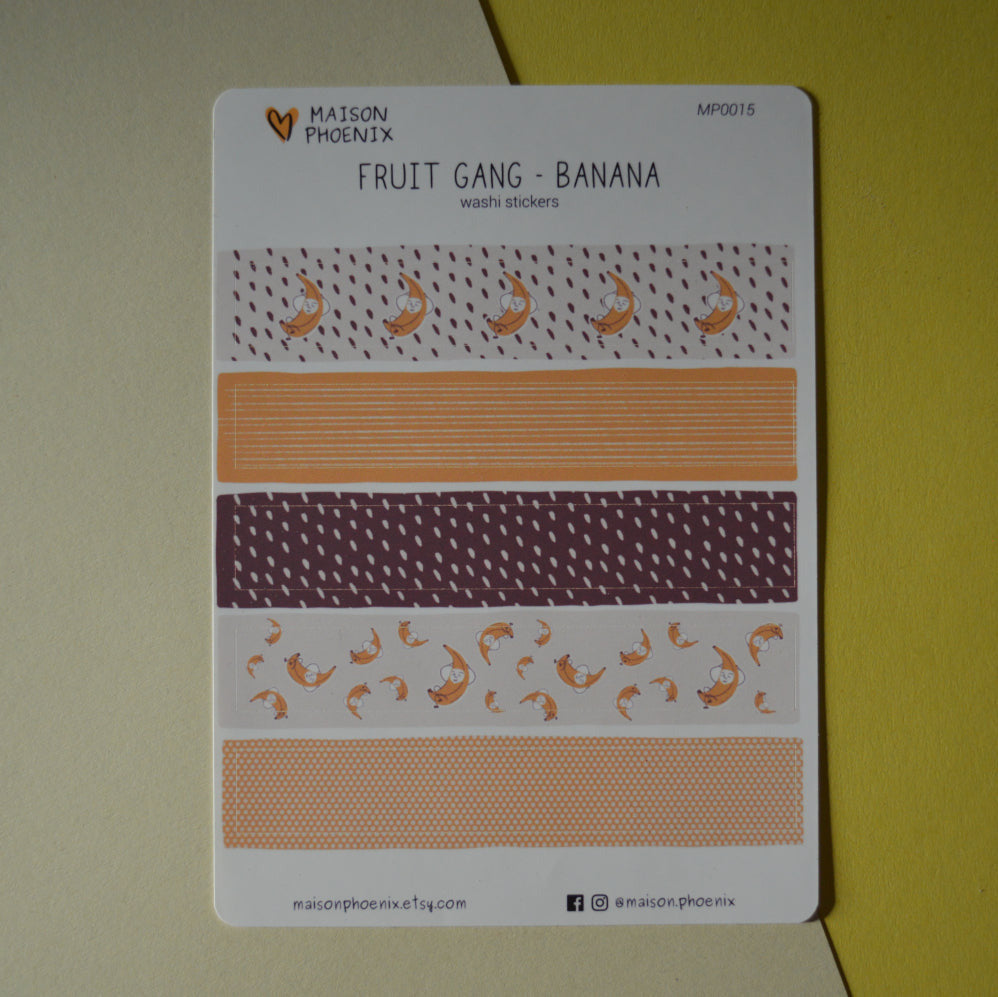 MAISON
PHOENIX
MP0015
FRUIT GANG - BANANA
washi stickers
maisonphoenix.etsy.com
@maison.phoenix